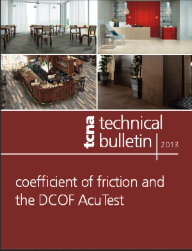 tcna technical
bulletin | 2013
coefficient of friction and
the DCOF AcuTest